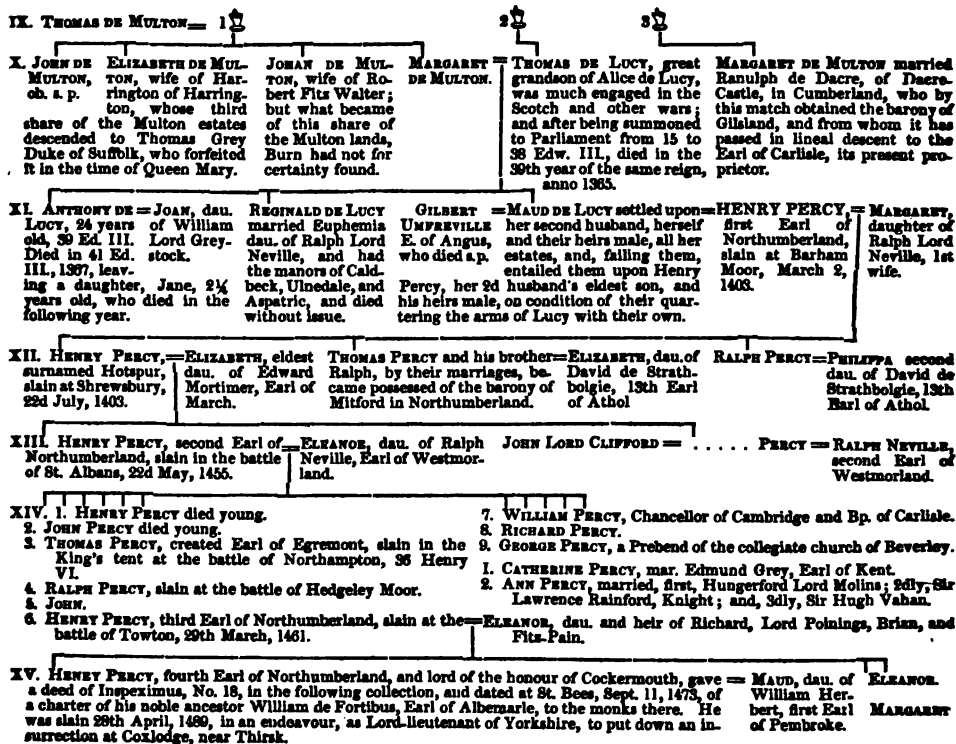 IX. THOMAS DE MULTON = 1 2 3
X. JOHN DE MULTON, ob. s. p.
ELIZABETH DE MULTON, wife of Harrington of Harrington, whose third
share of the Multon estates
descended to Thomas Grey
Duke of Suffolk, who forfeited
it in the time of Queen Mary.
JOHAN DE MULTON, wife of Robert Fitz Walter;
but what became
of this share of
the Multon lands,
Burn had not for
certainty found.
MARGARET DE MULTON. =
THOMAS DE LUCY, great
grandson of Alice de Lucy,
was much engaged in the
Scotch and other wars;
and after being summoned
to Parliament from 15 to
38 Edw. III., died in the
39th year of the same reign,
anno 1365.
MARGARET DE MULTON married
Ranulph de Dacre, of Dacre
Castle, in Cumberland, who by
this match obtained the barony of
Gilsland, and from whom it has
passed in lineal descent to the
Earl of Carlisle, its present pro-
prietor.
XI. ANTHONY DE LUCY, 24 years
old, 39 Ed. III.
Died in 41 Ed.
III., 1367, leav-
ing a daughter, Jane, 2½
years old, who died in the
following year.
= JOAN, dau.
of William
Lord Grey-
stock.
REGINALD DE LUCY
married Euphemia
dau. of Ralph Lord
Neville, and had
the manors of Cald-
beck, Ulnedale, and
Aspatric, and died
without issue.
GILBERT
UMFREVILLE
E. of Angus,
who died s.p.
= MAUD DE LUCY settled upon
her second husband, herself
and their heirs male, all her
estates, and, failing them,
entailed them upon Henry
Percy, her 2d husband's eldest son, and
his heirs male, on condition of their quar-
tering the arms of Lucy with their own.
= HENRY PERCY,
first Earl of
Northumberland,
slain at Barham
Moor, March 2,
1403.
= MARGARET,
daughter of
Ralph Lord
Neville, 1st
wife.
XII. HENRY PERCY,
surnamed Hotspur,
slain at Shrewsbury,
22d July, 1403.
= ELIZABETH, eldest
dau. of Edward
Mortimer, Earl of
March.
THOMAS PERCY and his brother
Ralph, by their marriages, be-
came possessed of the barony of
Mitford in Northumberland.
= ELIZABETH, dau. of
David de Strath-
bolgie, 13th Earl
of Athol
RALPH PERCY = PHILIPPA second
dau. of David de
Strathbolgie, 13th
Earl of Athol.
XIII. HENRY PERCY, second Earl of
Northumberland, slain in the battle
of St. Albans, 22d May, 1455.
= ELEANOR, dau. of Ralph
Neville, Earl of Westmor-
land.
JOHN LORD CLIFFORD = ..... PERCY = RALPH NEVILLE,
second Earl of
Westmorland.
XIV. 1. HENRY PERCY died young.
2. JOHN PERCY died young.
3. THOMAS PERCY, created Earl of Egremont, slain in the
King's tent at the battle of Northampton, 36 Henry
VI.
4. RALPH PERCY, slain at the battle of Hedgeley Moor.
5. JOHN.
6. HENRY PERCY, third Earl of Northumberland, slain at the
battle of Towton, 29th March, 1461.
7. WILLIAM PERCY, Chancellor of Cambridge and Bp. of Carlisle.
8. RICHARD PERCY.
9. GEORGE PERCY, a Prebend of the collegiate church of Beverley.
1. CATHERINE PERCY, mar. Edmund Grey, Earl of Kent.
2. ANN PERCY, married, first, Hungerford Lord Molins; 2dly, Sir
Lawrence Rainford, Knight; and, 3dly, Sir Hugh Vahan.
= ELEANOR, dau. and heir of Richard, Lord Poinings, Brian, and
Fitz-Pain.
XV. HENRY PERCY, fourth Earl of Northumberland, and lord of the honour of Cockermouth, gave
a deed of Inspeximus, No. 18, in the following collection, and dated at St. Bees, Sept. 11, 1473, of
a charter of his noble ancestor William de Fortibus, Earl of Albemarle, to the monks there. He
was slain 28th April, 1489, in an endeavour, as Lord-lieutenant of Yorkshire, to put down an in-
surrection at Coxlodge, near Thirsk.
= MAUD, dau. of
William Her-
bert, first Earl
of Pembroke.
ELEANOR.
MARGARET